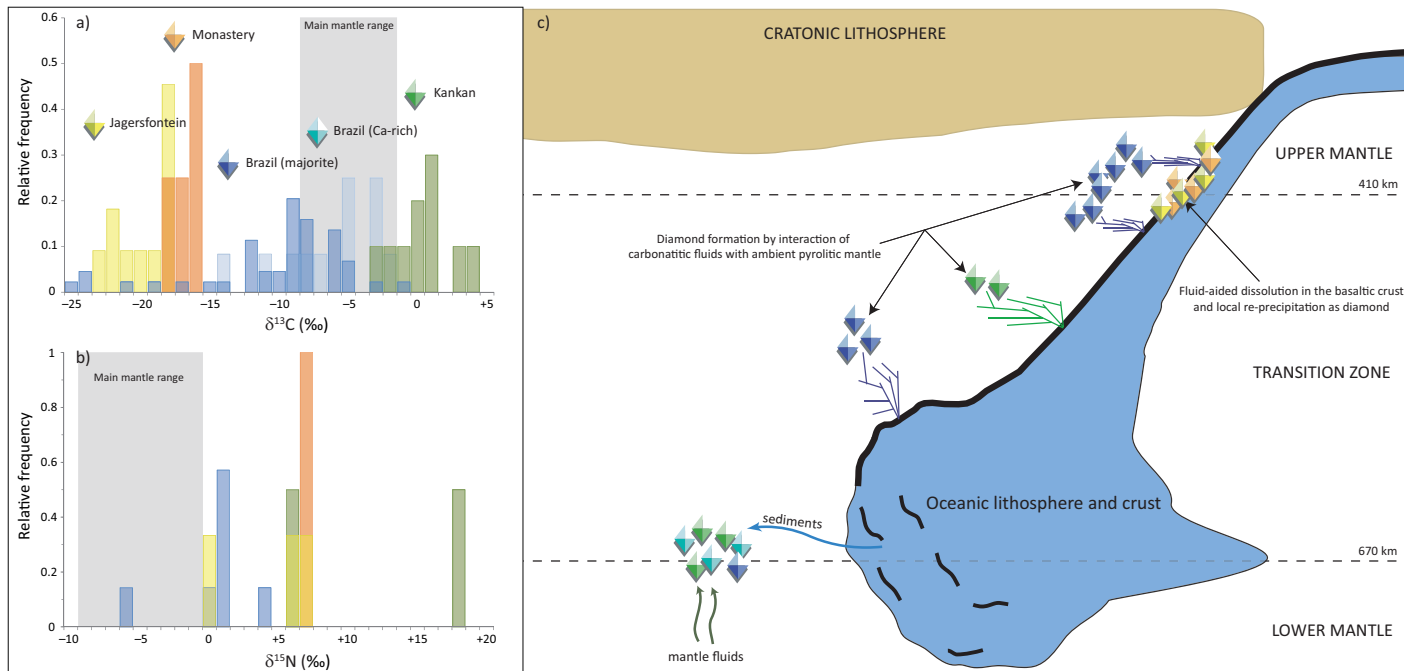 a)
0.6
0.5
0.4
0.3
0.2
0.1
0
Relative frequency
Main mantle range
Monastery
Jagersfontein
Brazil (majorite)
Brazil (Ca-rich)
Kankan
−25
−20
−15
−10
−5
0
+5
δ13C (‰)
b)
1
0.8
0.6
0.4
0.2
0
Relative frequency
Main mantle range
−10
−5
0
+5
+10
+15
+20
δ15N (‰)
c)
CRATONIC LITHOSPHERE
UPPER MANTLE
410 km
Diamond formation by interaction of
carbonatitic fluids with ambient pyrolitic mantle
Fluid-aided dissolution in the basaltic crust
and local re-precipitation as diamond
TRANSITION ZONE
Oceanic lithosphere and crust
sediments
670 km
LOWER MANTLE
mantle fluids